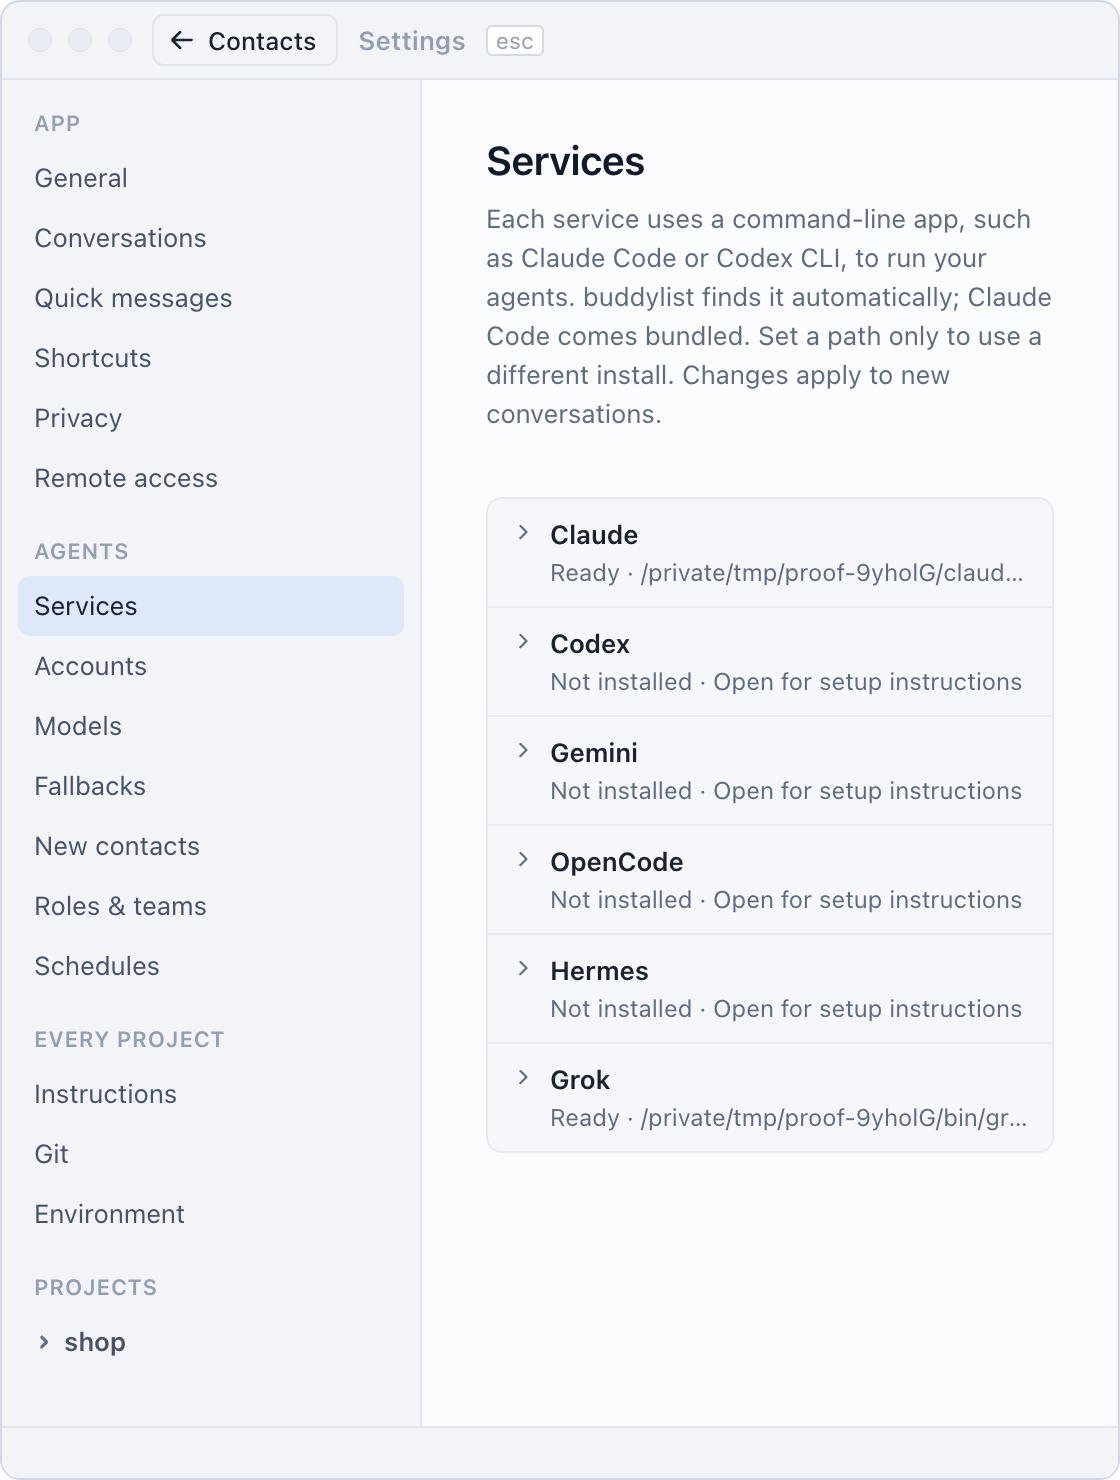 Contacts Settings esc
APP
General
Conversations
Quick messages
Shortcuts
Privacy
Remote access
AGENTS
Services
Accounts
Models
Fallbacks
New contacts
Roles & teams
Schedules
EVERY PROJECT
Instructions
Git
Environment
PROJECTS
shop
Services
Each service uses a command-line app, such
as Claude Code or Codex CLI, to run your
agents. buddylist finds it automatically; Claude
Code comes bundled. Set a path only to use a
different install. Changes apply to new
conversations.
Claude
Ready · /private/tmp/proof-9yholG/claud...
Codex
Not installed · Open for setup instructions
Gemini
Not installed · Open for setup instructions
OpenCode
Not installed · Open for setup instructions
Hermes
Not installed · Open for setup instructions
Grok
Ready · /private/tmp/proof-9yholG/bin/gr...